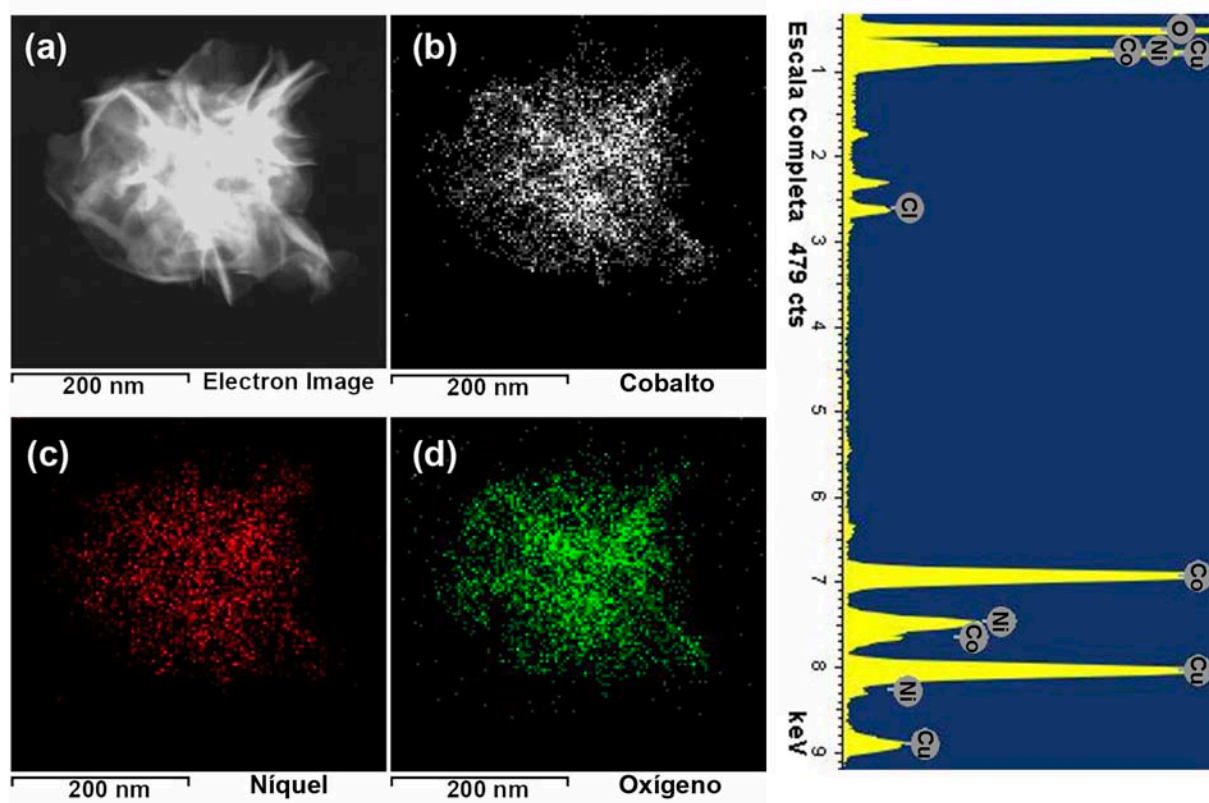 (a)
200 nm Electron Image
(b)
200 nm Cobalto
(c)
200 nm Níquel
(d)
200 nm Oxígeno
O
Co Ni Cu
Cl
Co
Ni
Co
Cu
Ni
Cu
1 2 3 4 5 6 7 8 9
Escala Completa 479 cts keV